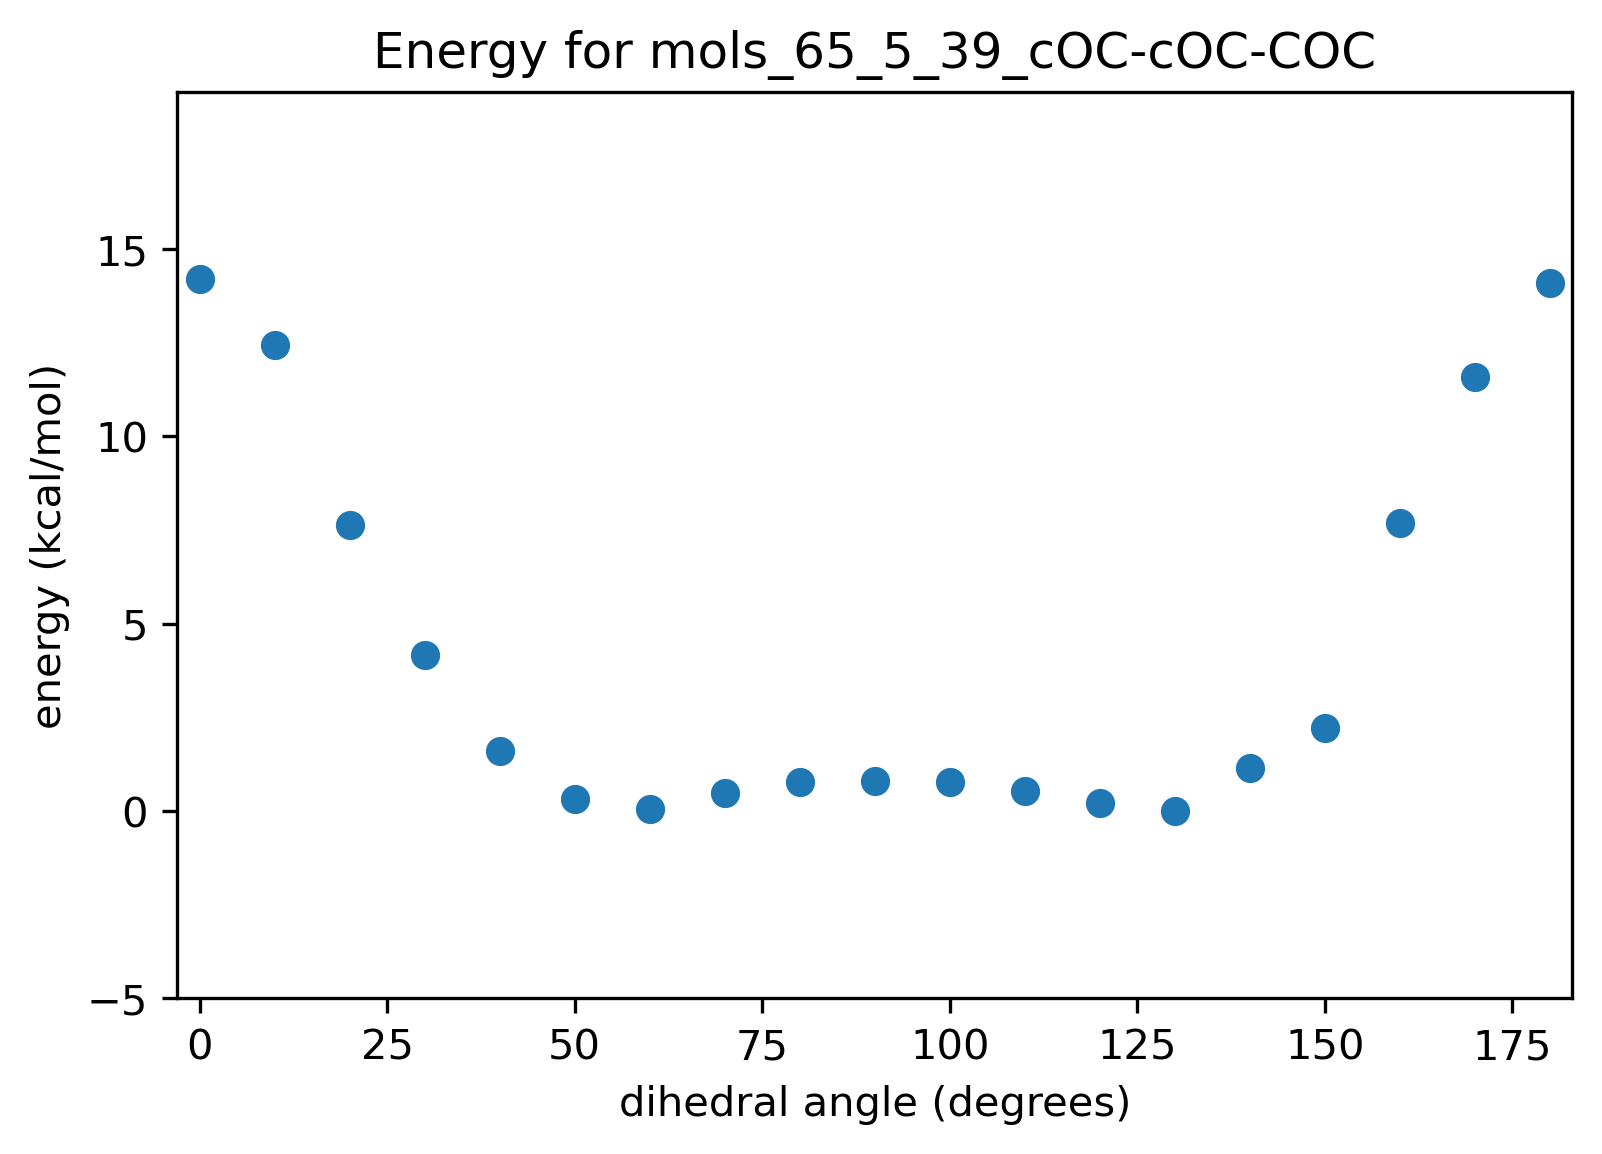 Energy for mols_65_5_39_cOC-cOC-COC
15
10
5
0
−5
energy (kcal/mol)
0 25 50 75 100 125 150 175
dihedral angle (degrees)